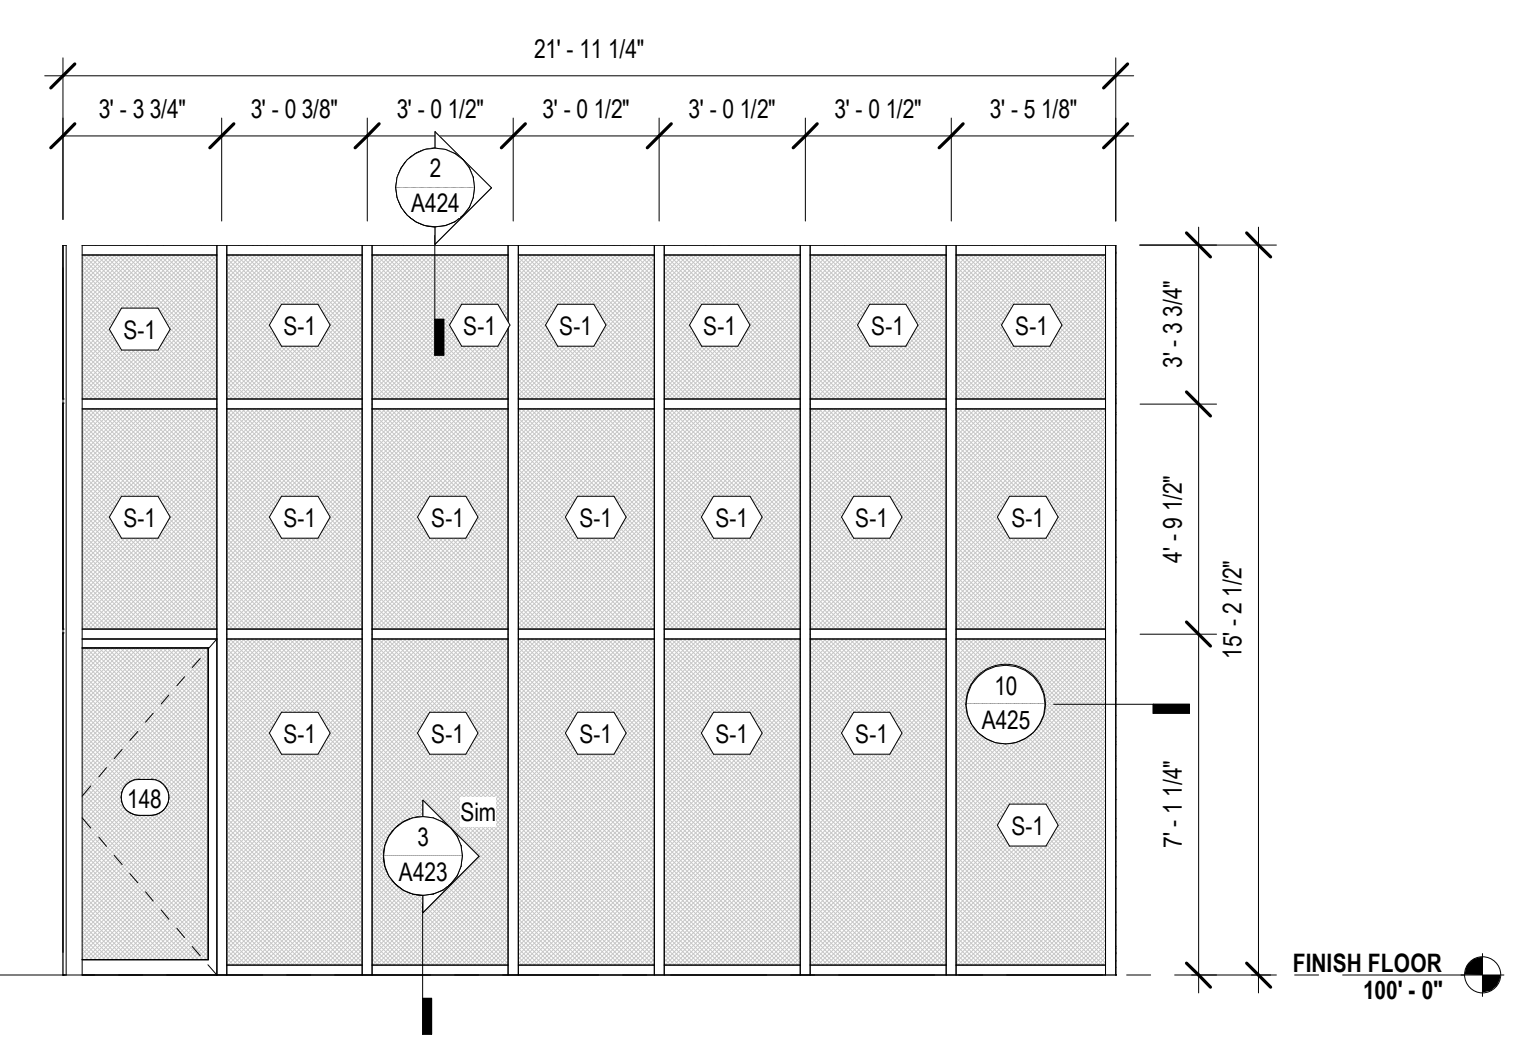 21' - 11 1/4"
3' - 3 3/4" 3' - 0 3/8" 3' - 0 1/2" 3' - 0 1/2" 3' - 0 1/2" 3' - 0 1/2" 3' - 5 1/8"
2
A424
S-1 S-1 S-1 S-1 S-1 S-1 S-1
3' - 3 3/4"
S-1 S-1 S-1 S-1 S-1 S-1 S-1
4' - 9 1/2"
15' - 2 1/2"
10
A425
S-1 S-1 S-1 S-1 S-1
148
7' - 1 1/4"
Sim
S-1
3
A423
FINISH FLOOR
100' - 0"